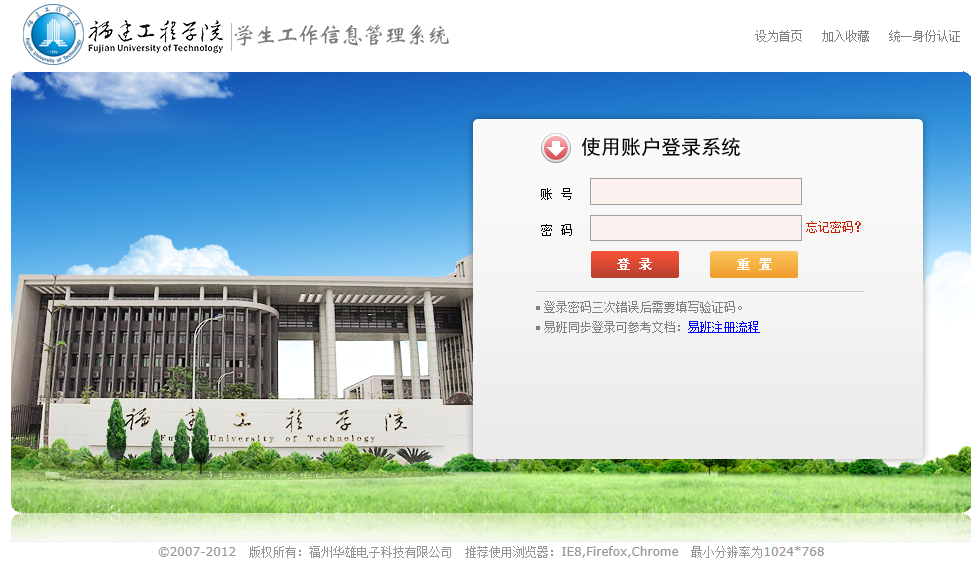 福建工程学院
Fujian University of Technology
学生工作信息管理系统
设为首页 加入收藏 统一身份认证
使用账户登录系统
账 号
密 码 忘记密码?
登 录 重 置
登录密码三次错误后需要填写验证码。
易班同步登录可参考文档：易班注册流程
福建工程学院
Fujian University of Technology
©2007-2012 版权所有：福州华雄电子科技有限公司 推荐使用浏览器：IE8,Firefox,Chrome 最小分辨率为1024*768